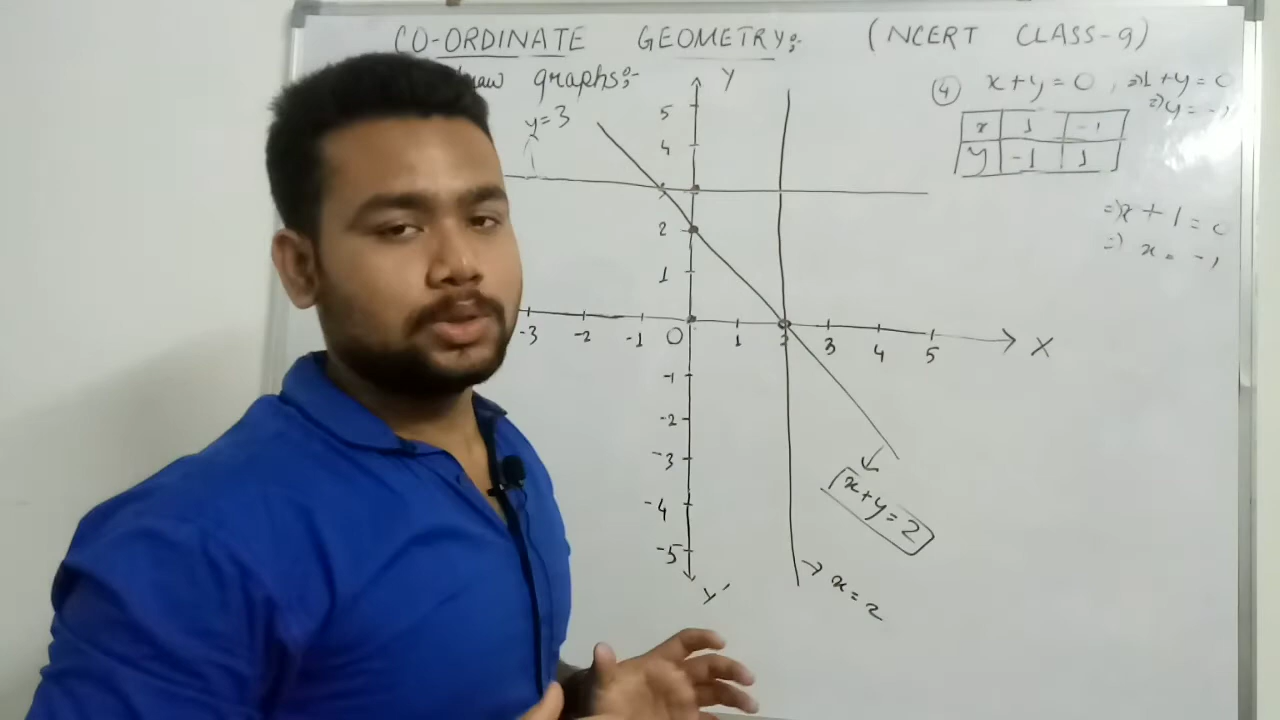 CO-ORDINATE GEOMETRY:- (NCERT CLASS-9)
graphs:-
④ x+y=0, ⇒1+y=0
⇒y=-1
x 1 -1
y -1 1
⇒x+1=0
⇒ x=-1
y=3
Y
5
4
2
1
-3 -2 -1 0 1 2 3 4 5 X
-1
-2
-3
-4
-5
Y'
x+y=2
→ x=2